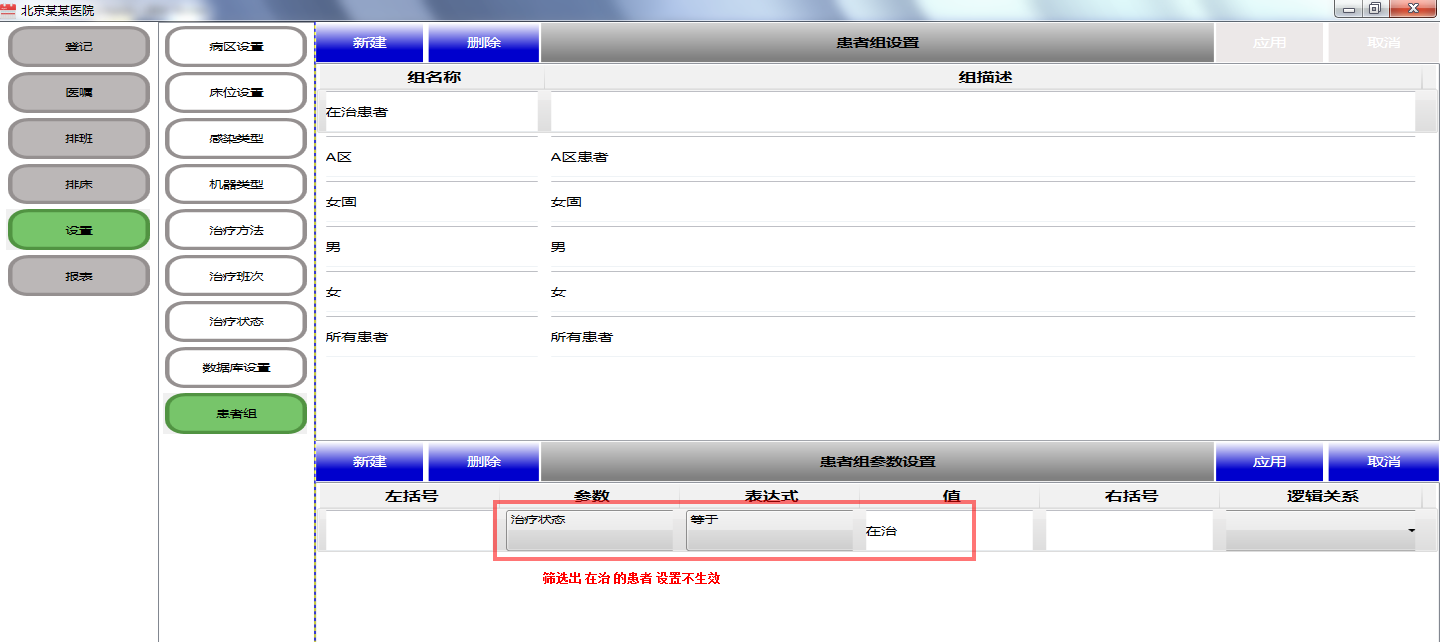 北京某某医院
登记
医嘱
排班
排床
设置
报表
病区设置
床位设置
感染类型
机器类型
治疗方法
治疗班次
治疗状态
数据库设置
患者组
新建 删除 患者组设置 应用 取消
组名称 组描述
在治患者
A区 A区患者
女固 女固
男 男
女 女
所有患者 所有患者
新建 删除 患者组参数设置 应用 取消
左括号 参数 表达式 值 右括号 逻辑关系
治疗状态 等于 在治
筛选出 在治 的患者 设置不生效